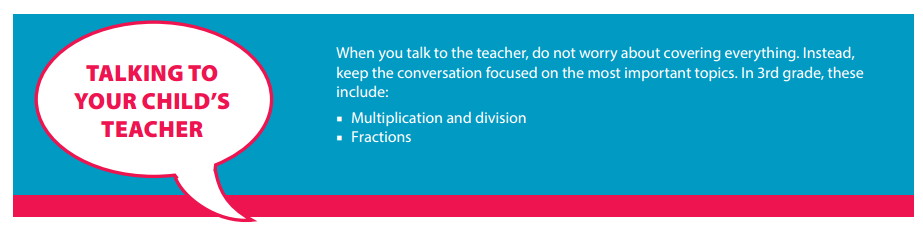 TALKING TO
YOUR CHILD'S
TEACHER
When you talk to the teacher, do not worry about covering everything. Instead,
keep the conversation focused on the most important topics. In 3rd grade, these
include:
▪ Multiplication and division
▪ Fractions